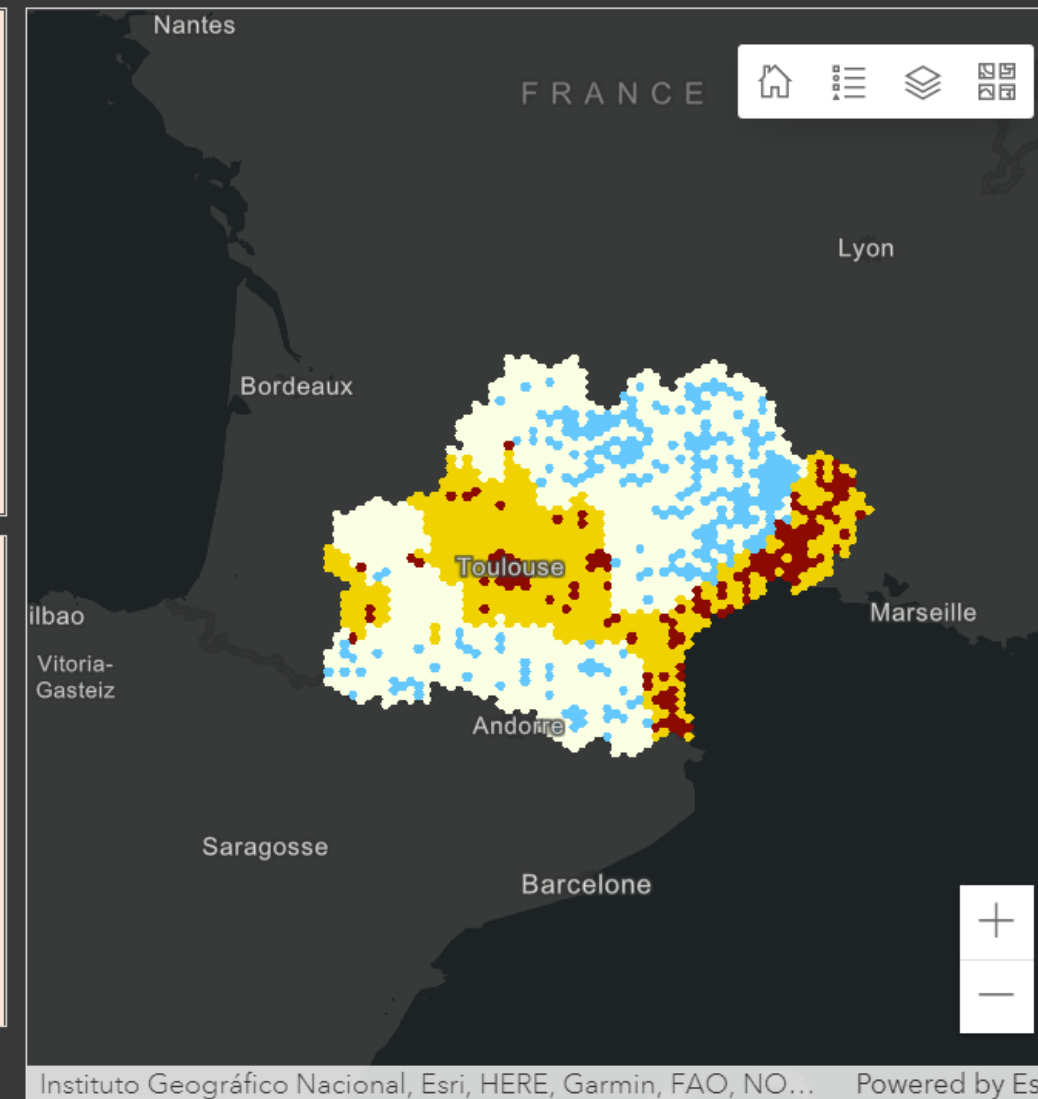 Nantes
FRANCE
Lyon
Bordeaux
Toulouse
ilbao
Marseille
Vitoria-
Gasteiz
Andorre
Saragosse
Barcelone
Instituto Geográfico Nacional, Esri, HERE, Garmin, FAO, NO... Powered by Es